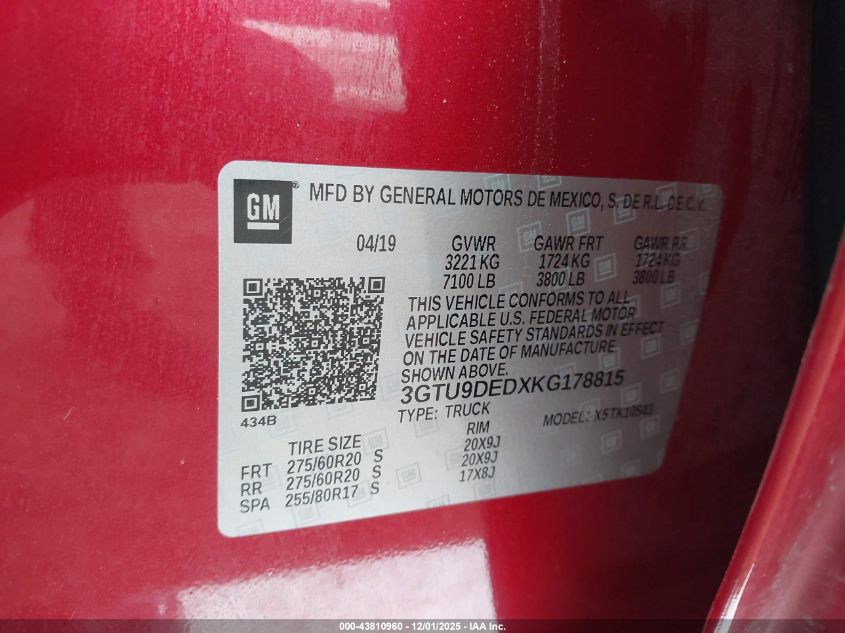 GM ® MFD BY GENERAL MOTORS DE MEXICO, S. DE R.L. DE C.V.
04/19 GVWR GAWR FRT GAWR RR
3221 KG 1724 KG 1724 KG
7100 LB 3800 LB 3800 LB
THIS VEHICLE CONFORMS TO ALL
APPLICABLE U.S. FEDERAL MOTOR
VEHICLE SAFETY STANDARDS IN EFFECT
ON THE DATE OF MANUFACTURE
SHOWN ABOVE.
3GTU9DEDXKG178815
434B
TYPE: TRUCK MODEL: X5TK10543
TIRE SIZE RIM
FRT 275/60R20 S 20X9J
RR 275/60R20 S 20X9J
SPA 255/80R17 S 17X8J
000-43810960 - 12/01/2025 - IAA Inc.